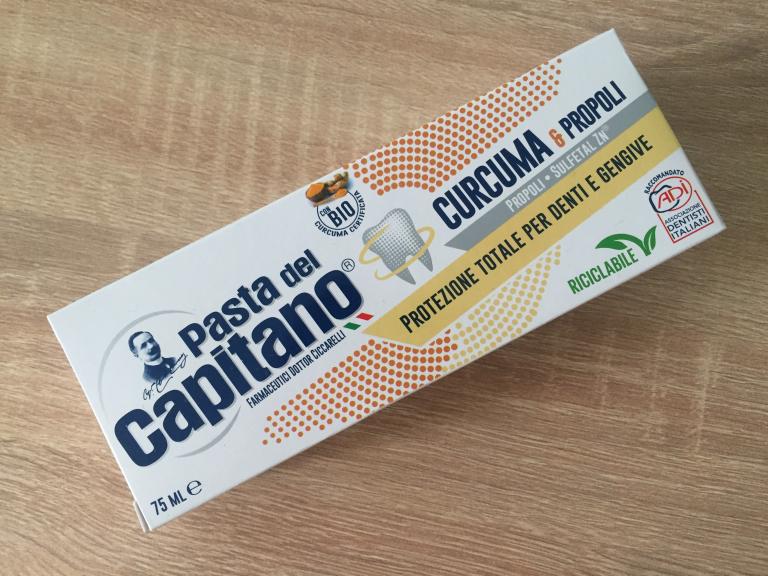 Pasta del
Capitano®
FARMACEUTICI DOTTOR CICCARELLI
75 ML ℮
CON
BIO
CURCUMA CERTIFICATA
CURCUMA & PROPOLI
PROPOLI • SULFETAL ZN®
PROTEZIONE TOTALE PER DENTI E GENGIVE
RICICLABILE
RACCOMANDATO
ADI
ASSOCIAZIONE
DENTISTI
ITALIANI